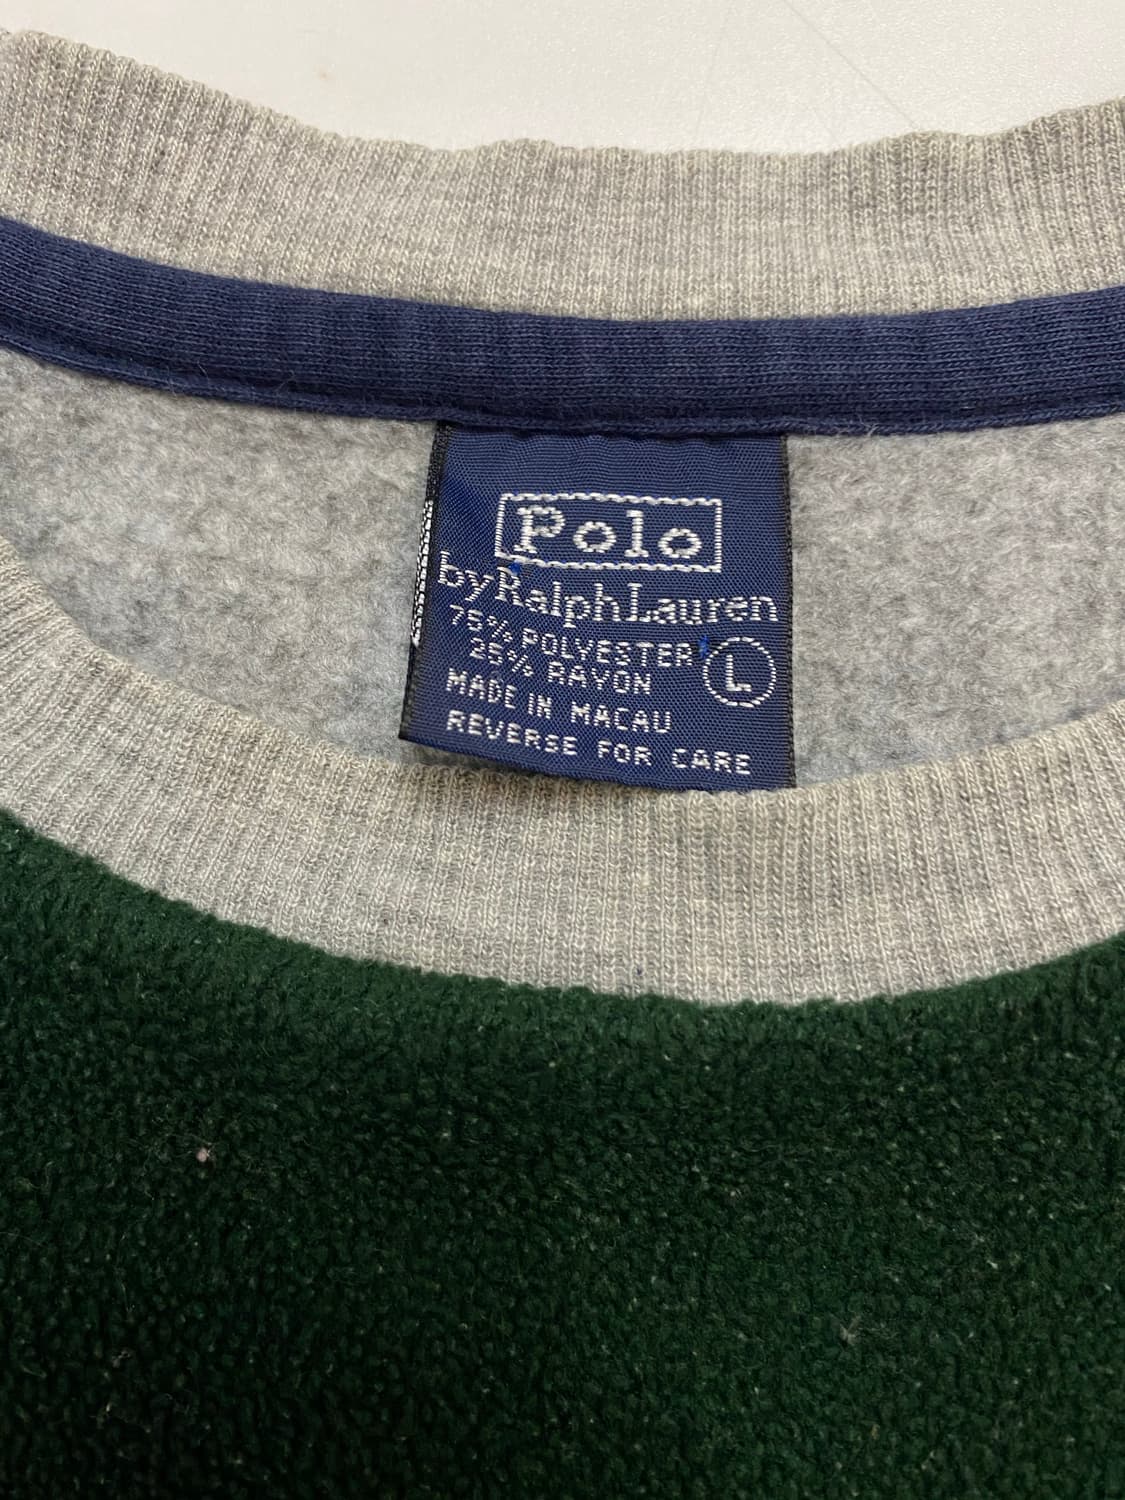 Polo
by Ralph Lauren
75% POLYESTER
25% RAYON
L
MADE IN MACAU
REVERSE FOR CARE